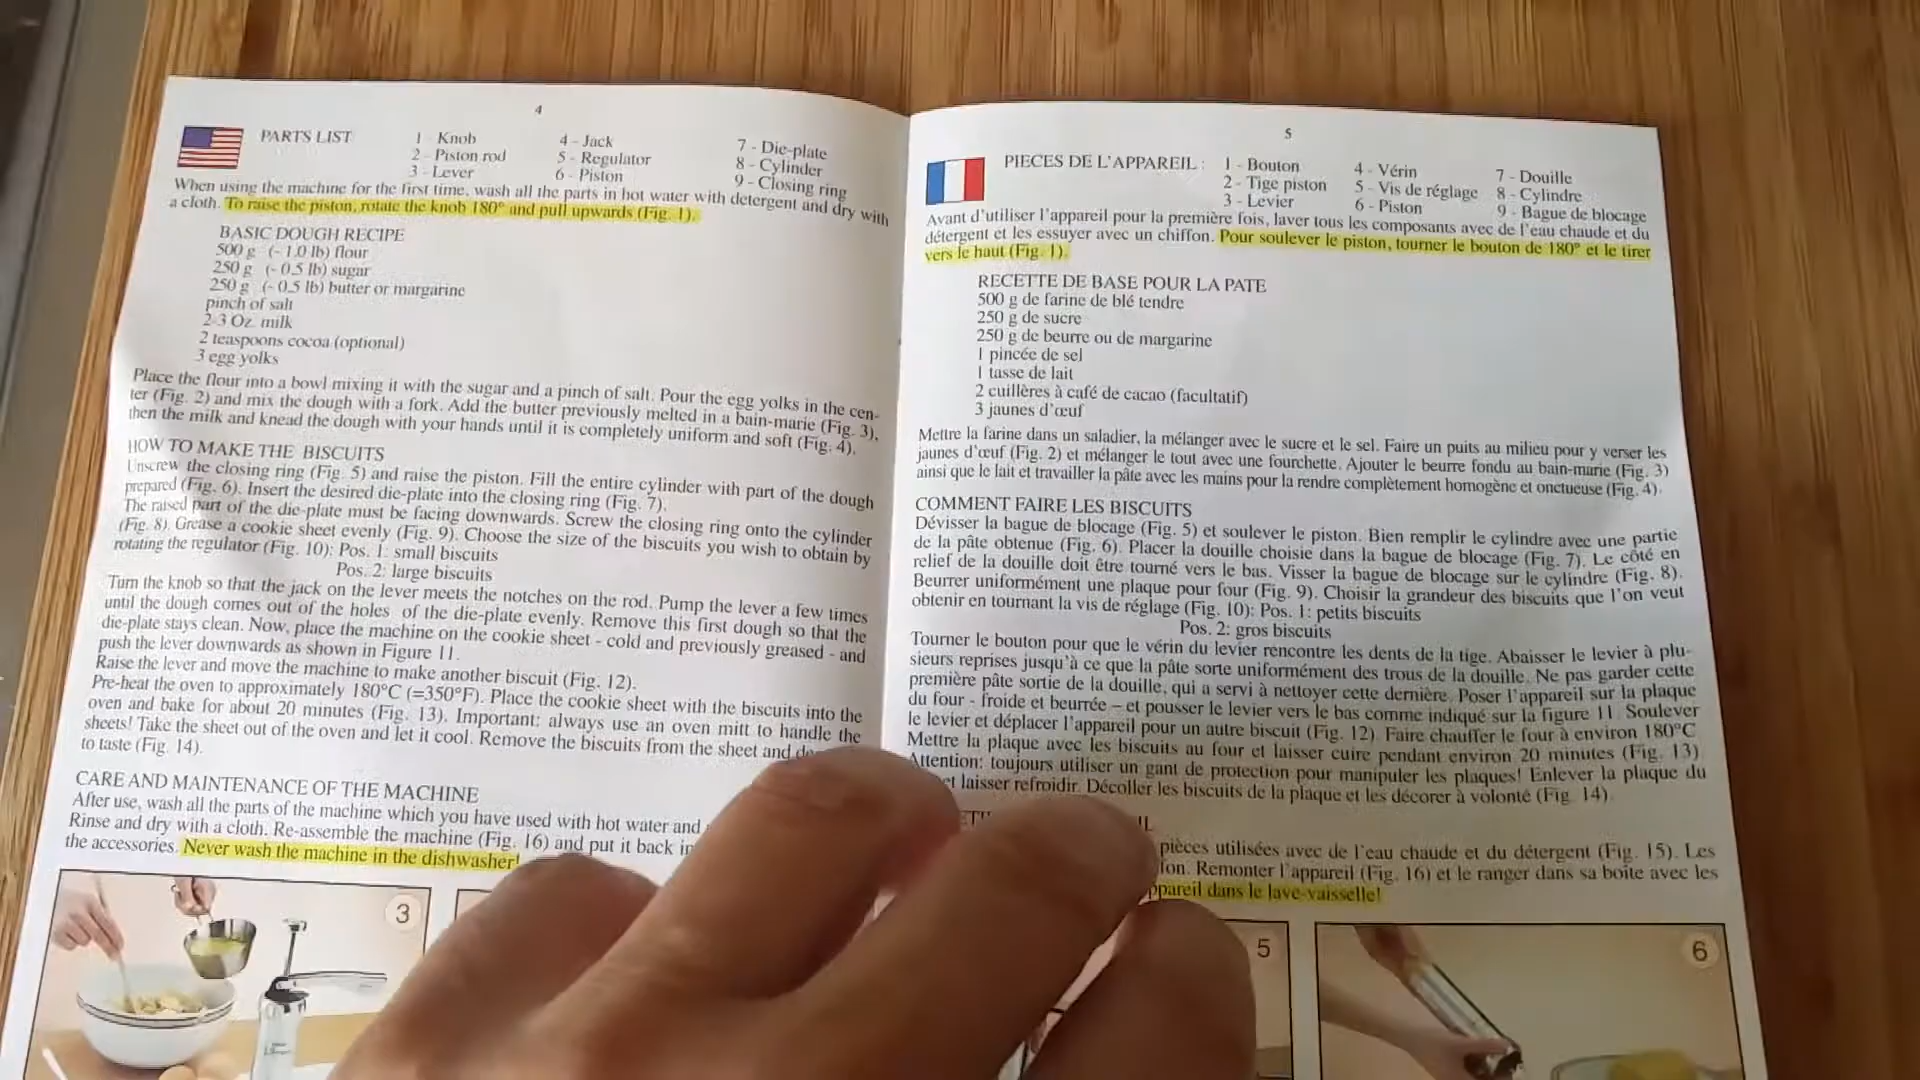 4
PARTS LIST
1 - Knob
2 - Piston rod
3 - Lever
4 - Jack
5 - Regulator
6 - Piston
7 - Die-plate
8 - Cylinder
9 - Closing ring
When using the machine for the first time, wash all the parts in hot water with detergent and dry with
a cloth. To raise the piston, rotate the knob 180° and pull upwards (Fig. 1).
BASIC DOUGH RECIPE
500 g (~ 1.0 lb) flour
250 g (~ 0.5 lb) sugar
250 g (~ 0.5 lb) butter or margarine
pinch of salt
2-3 Oz. milk
2 teaspoons cocoa (optional)
3 egg yolks
Place the flour into a bowl mixing it with the sugar and a pinch of salt. Pour the egg yolks in the cen-
ter (Fig. 2) and mix the dough with a fork. Add the butter previously melted in a bain-marie (Fig. 3),
then the milk and knead the dough with your hands until it is completely uniform and soft (Fig. 4).
HOW TO MAKE THE BISCUITS
Unscrew the closing ring (Fig. 5) and raise the piston. Fill the entire cylinder with part of the dough
prepared (Fig. 6). Insert the desired die-plate into the closing ring (Fig. 7).
The raised part of the die-plate must be facing downwards. Screw the closing ring onto the cylinder
(Fig. 8). Grease a cookie sheet evenly (Fig. 9). Choose the size of the biscuits you wish to obtain by
rotating the regulator (Fig. 10): Pos. 1: small biscuits
Pos. 2: large biscuits
Turn the knob so that the jack on the lever meets the notches on the rod. Pump the lever a few times
until the dough comes out of the holes of the die-plate evenly. Remove this first dough so that the
die-plate stays clean. Now, place the machine on the cookie sheet - cold and previously greased - and
push the lever downwards as shown in Figure 11.
Raise the lever and move the machine to make another biscuit (Fig. 12).
Pre-heat the oven to approximately 180°C (=350°F). Place the cookie sheet with the biscuits into the
oven and bake for about 20 minutes (Fig. 13). Important: always use an oven mitt to handle the
sheets! Take the sheet out of the oven and let it cool. Remove the biscuits from the sheet and
to taste (Fig. 14).
CARE AND MAINTENANCE OF THE MACHINE
After use, wash all the parts of the machine which you have used with hot water and
Rinse and dry with a cloth. Re-assemble the machine (Fig. 16) and put it back in
the accessories. Never wash the machine in the dishwasher!
3
5
PIECES DE L'APPAREIL :
1 - Bouton
2 - Tige piston
3 - Levier
4 - Vérin
5 - Vis de réglage
6 - Piston
7 - Douille
8 - Cylindre
9 - Bague de blocage
Avant d'utiliser l'appareil pour la première fois, laver tous les composants avec de l'eau chaude et du
détergent et les essuyer avec un chiffon. Pour soulever le piston, tourner le bouton de 180° et le tirer
vers le haut (Fig. 1).
RECETTE DE BASE POUR LA PATE
500 g de farine de blé tendre
250 g de sucre
250 g de beurre ou de margarine
1 pincée de sel
1 tasse de lait
2 cuillères à café de cacao (facultatif)
3 jaunes d'œuf
Mettre la farine dans un saladier, la mélanger avec le sucre et le sel. Faire un puits au milieu pour y verser les
jaunes d'œuf (Fig. 2) et mélanger le tout avec une fourchette. Ajouter le beurre fondu au bain-marie (Fig. 3)
ainsi que le lait et travailler la pâte avec les mains pour la rendre complètement homogène et onctueuse (Fig. 4).
COMMENT FAIRE LES BISCUITS
Dévisser la bague de blocage (Fig. 5) et soulever le piston. Bien remplir le cylindre avec une partie
de la pâte obtenue (Fig. 6). Placer la douille choisie dans la bague de blocage (Fig. 7). Le côté en
relief de la douille doit être tourné vers le bas. Visser la bague de blocage sur le cylindre (Fig. 8).
Beurrer uniformément une plaque pour four (Fig. 9). Choisir la grandeur des biscuits que l'on veut
obtenir en tournant la vis de réglage (Fig. 10): Pos. 1: petits biscuits
Pos. 2: gros biscuits
Tourner le bouton pour que le vérin du levier rencontre les dents de la tige. Abaisser le levier à plu-
sieurs reprises jusqu'à ce que la pâte sorte uniformément des trous de la douille. Ne pas garder cette
première pâte sortie de la douille, qui a servi à nettoyer cette dernière. Poser l'appareil sur la plaque
du four - froide et beurrée – et pousser le levier vers le bas comme indiqué sur la figure 11. Soulever
le levier et déplacer l'appareil pour un autre biscuit (Fig. 12). Faire chauffer le four à environ 180°C
Mettre la plaque avec les biscuits au four et laisser cuire pendant environ 20 minutes (Fig. 13).
Attention: toujours utiliser un gant de protection pour manipuler les plaques! Enlever la plaque du
et laisser refroidir. Décoller les biscuits de la plaque et les décorer à volonté (Fig. 14).
pièces utilisées avec de l'eau chaude et du détergent (Fig. 15). Les
Remonter l'appareil (Fig. 16) et le ranger dans sa boîte avec les
dans le lave-vaisselle!
5
6